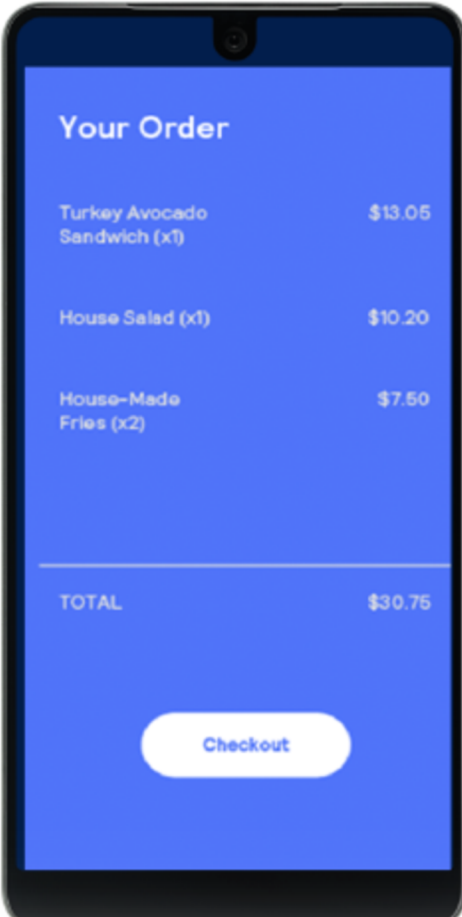 Your Order
Turkey Avocado $13.05
Sandwich (x1)
House Salad (x1) $10.20
House-Made $7.50
Fries (x2)
TOTAL $30.75
Checkout